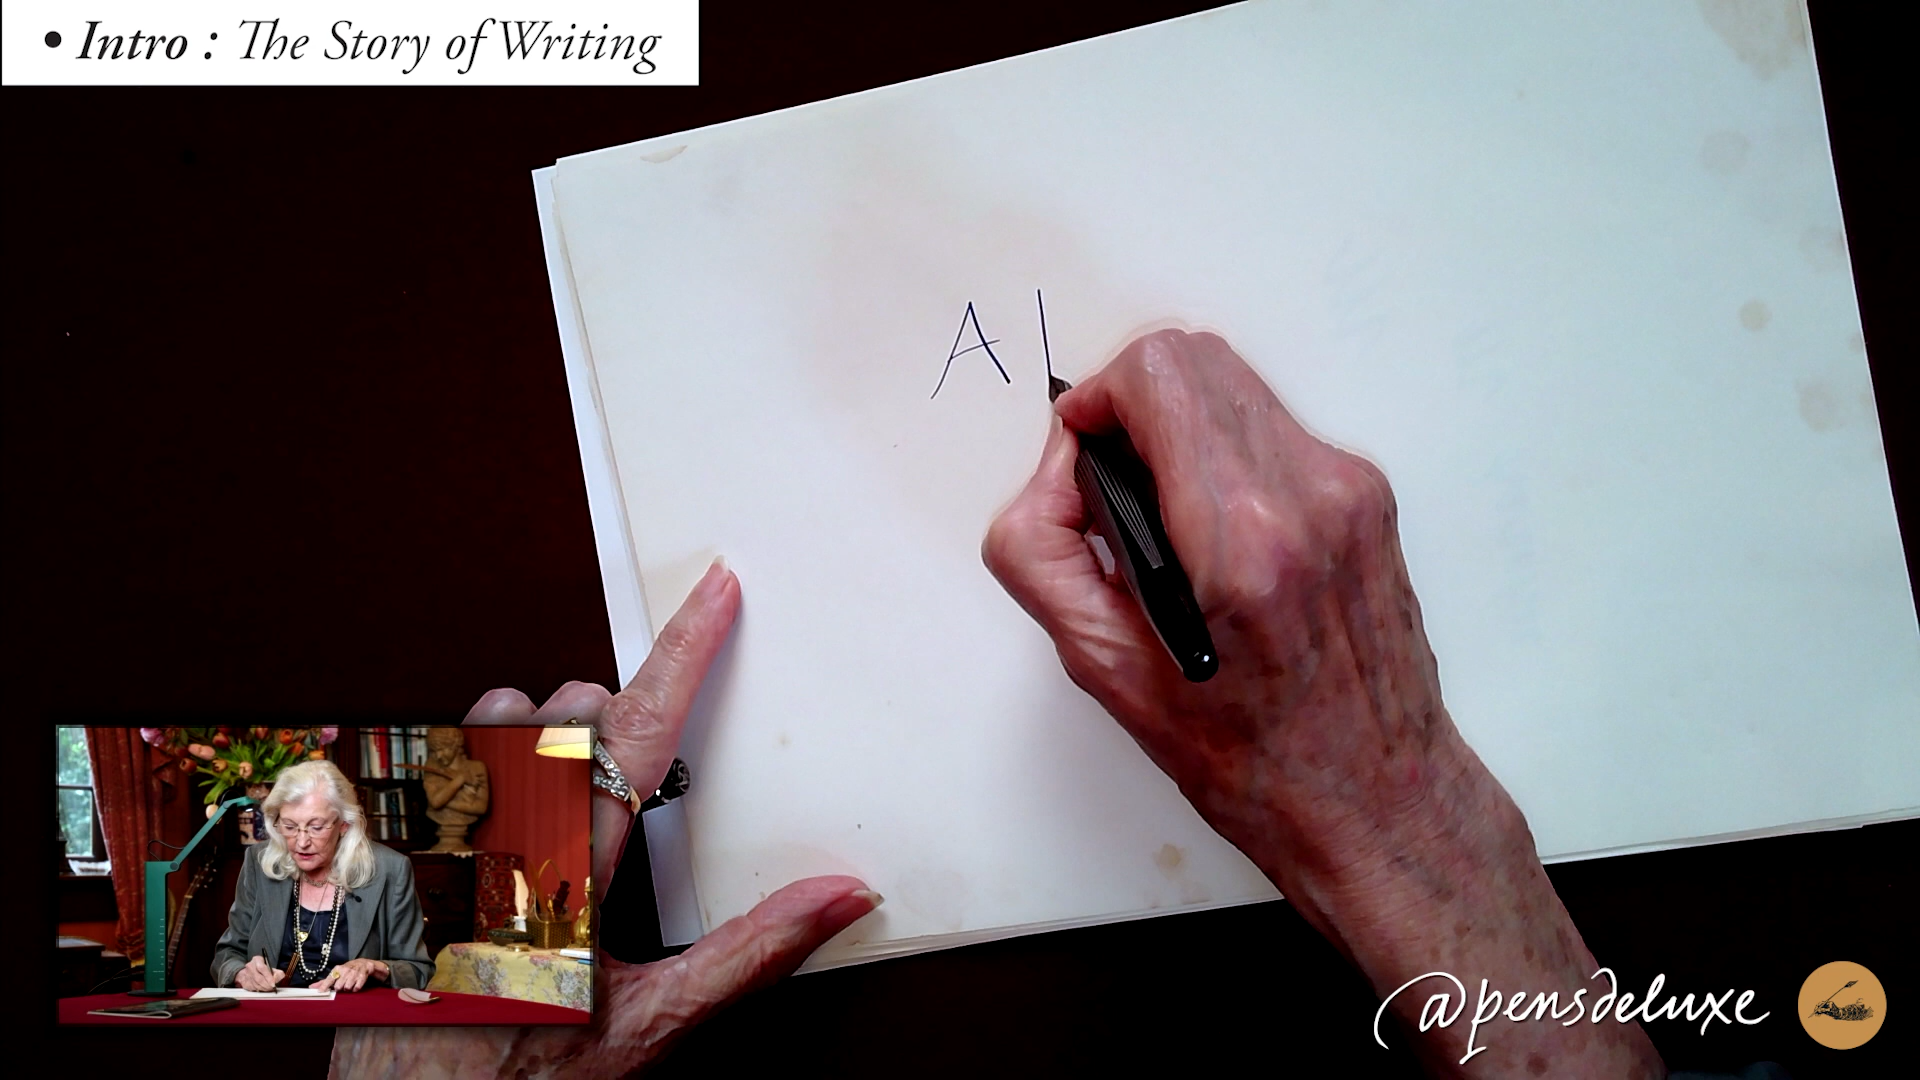 • Intro : The Story of Writing
A l
@pensdeluxe